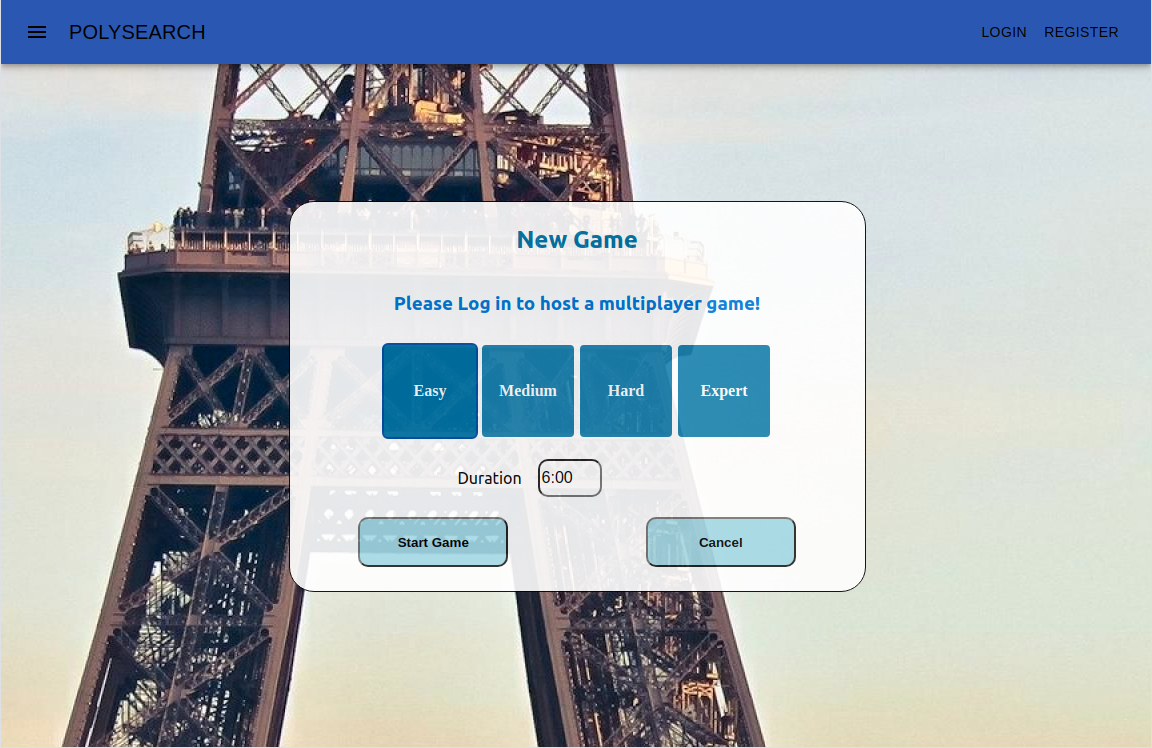 POLYSEARCH LOGIN REGISTER
New Game
Please Log in to host a multiplayer game!
Easy Medium Hard Expert
Duration 6:00
Start Game Cancel